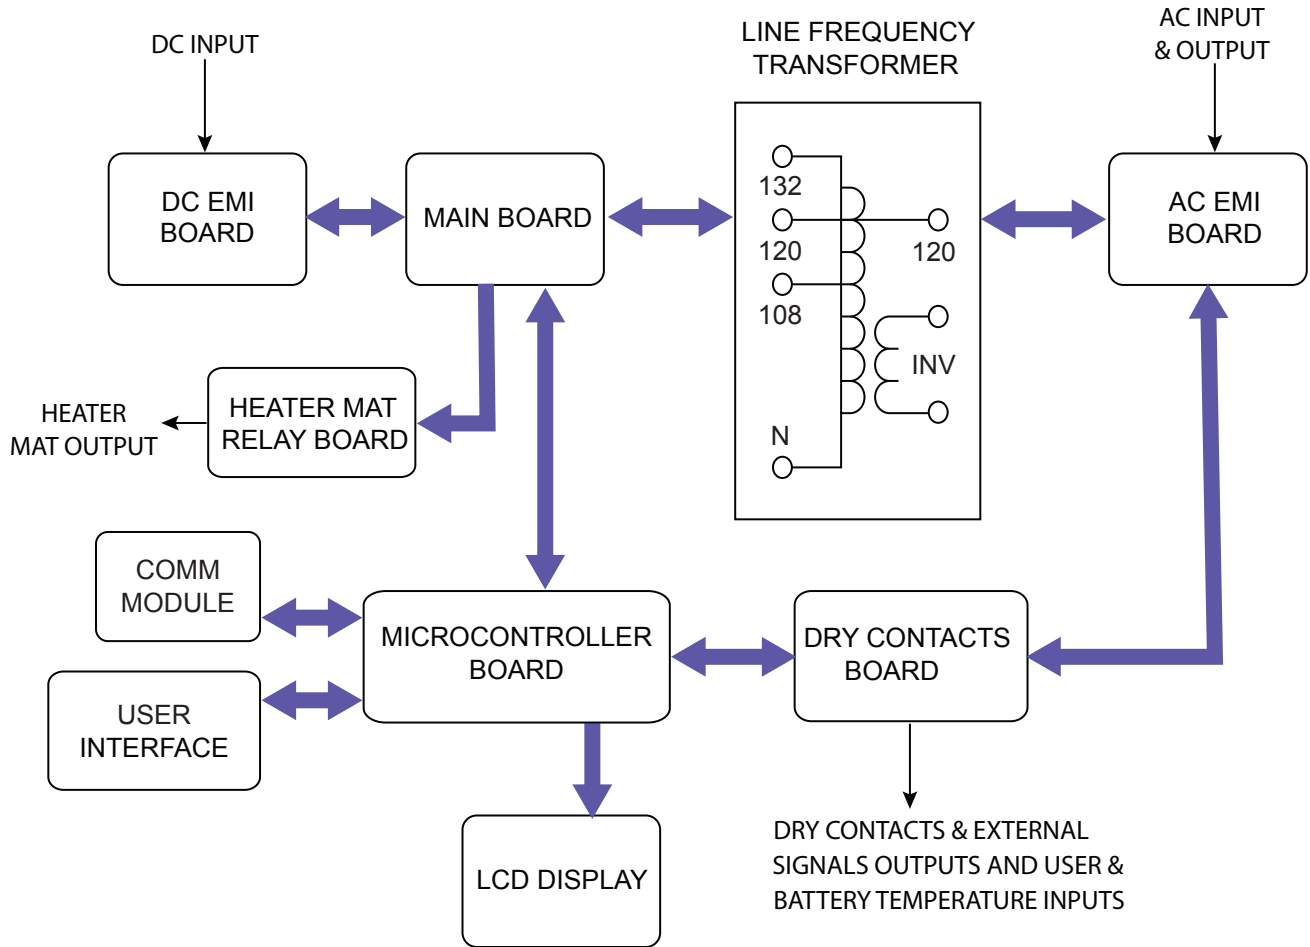 DC INPUT
LINE FREQUENCY
TRANSFORMER
AC INPUT
& OUTPUT
DC EMI
BOARD
MAIN BOARD
132
120
108
N
120
INV
AC EMI
BOARD
HEATER
MAT OUTPUT
HEATER MAT
RELAY BOARD
COMM
MODULE
USER
INTERFACE
MICROCONTROLLER
BOARD
DRY CONTACTS
BOARD
LCD DISPLAY
DRY CONTACTS & EXTERNAL
SIGNALS OUTPUTS AND USER &
BATTERY TEMPERATURE INPUTS